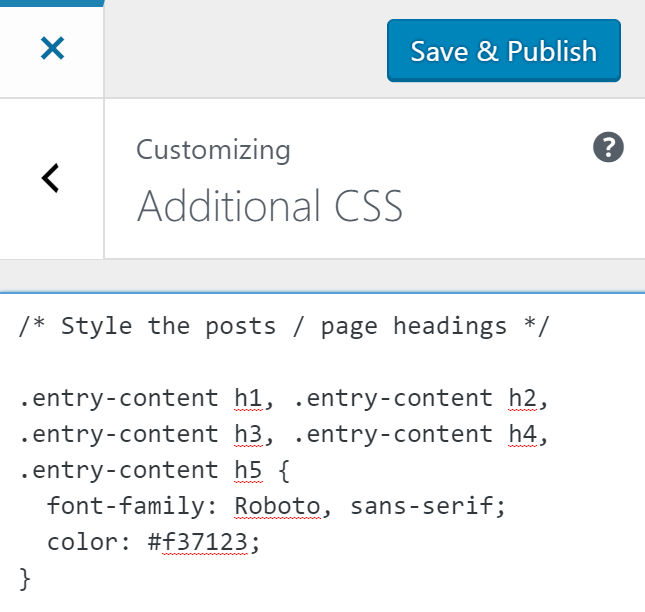 Save & Publish
Customizing
?
Additional CSS
/* Style the posts / page headings */
.entry-content h1, .entry-content h2,
.entry-content h3, .entry-content h4,
.entry-content h5 {
  font-family: Roboto, sans-serif;
  color: #f37123;
}